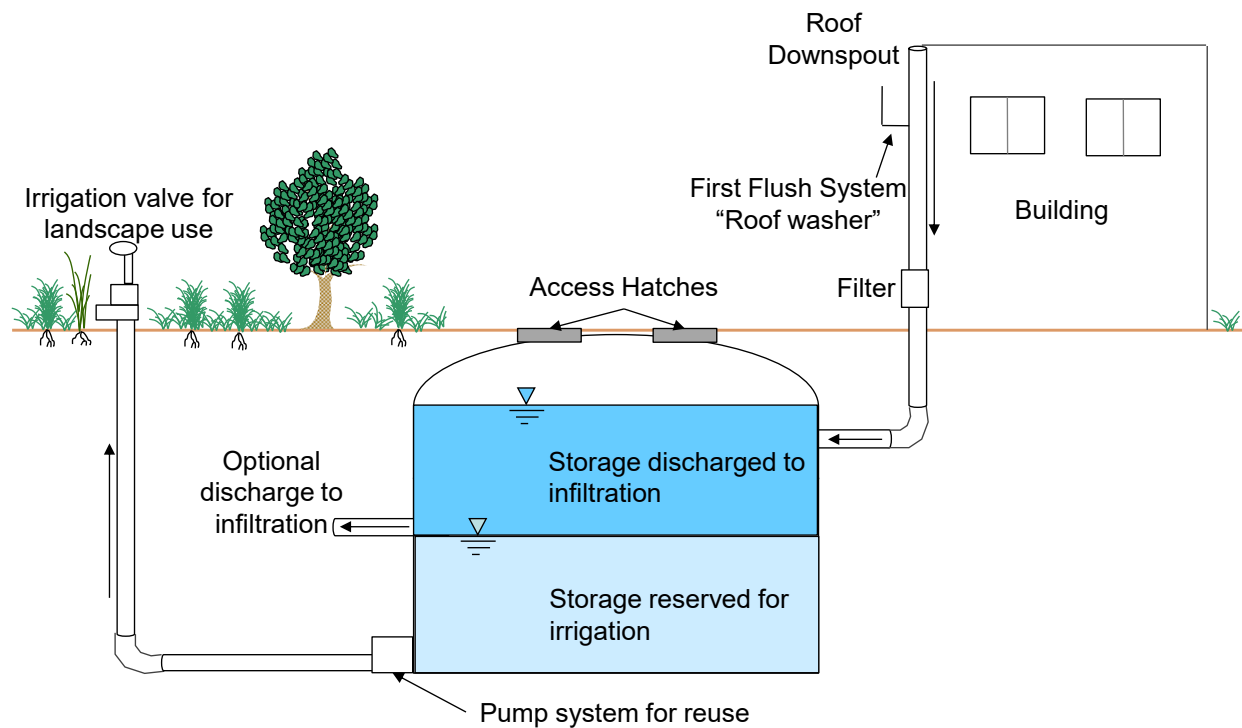 Roof
Downspout
First Flush System
“Roof washer”
Building
Irrigation valve for
landscape use
Filter
Access Hatches
Optional
discharge to
infiltration
Storage discharged to
infiltration
Storage reserved for
irrigation
Pump system for reuse